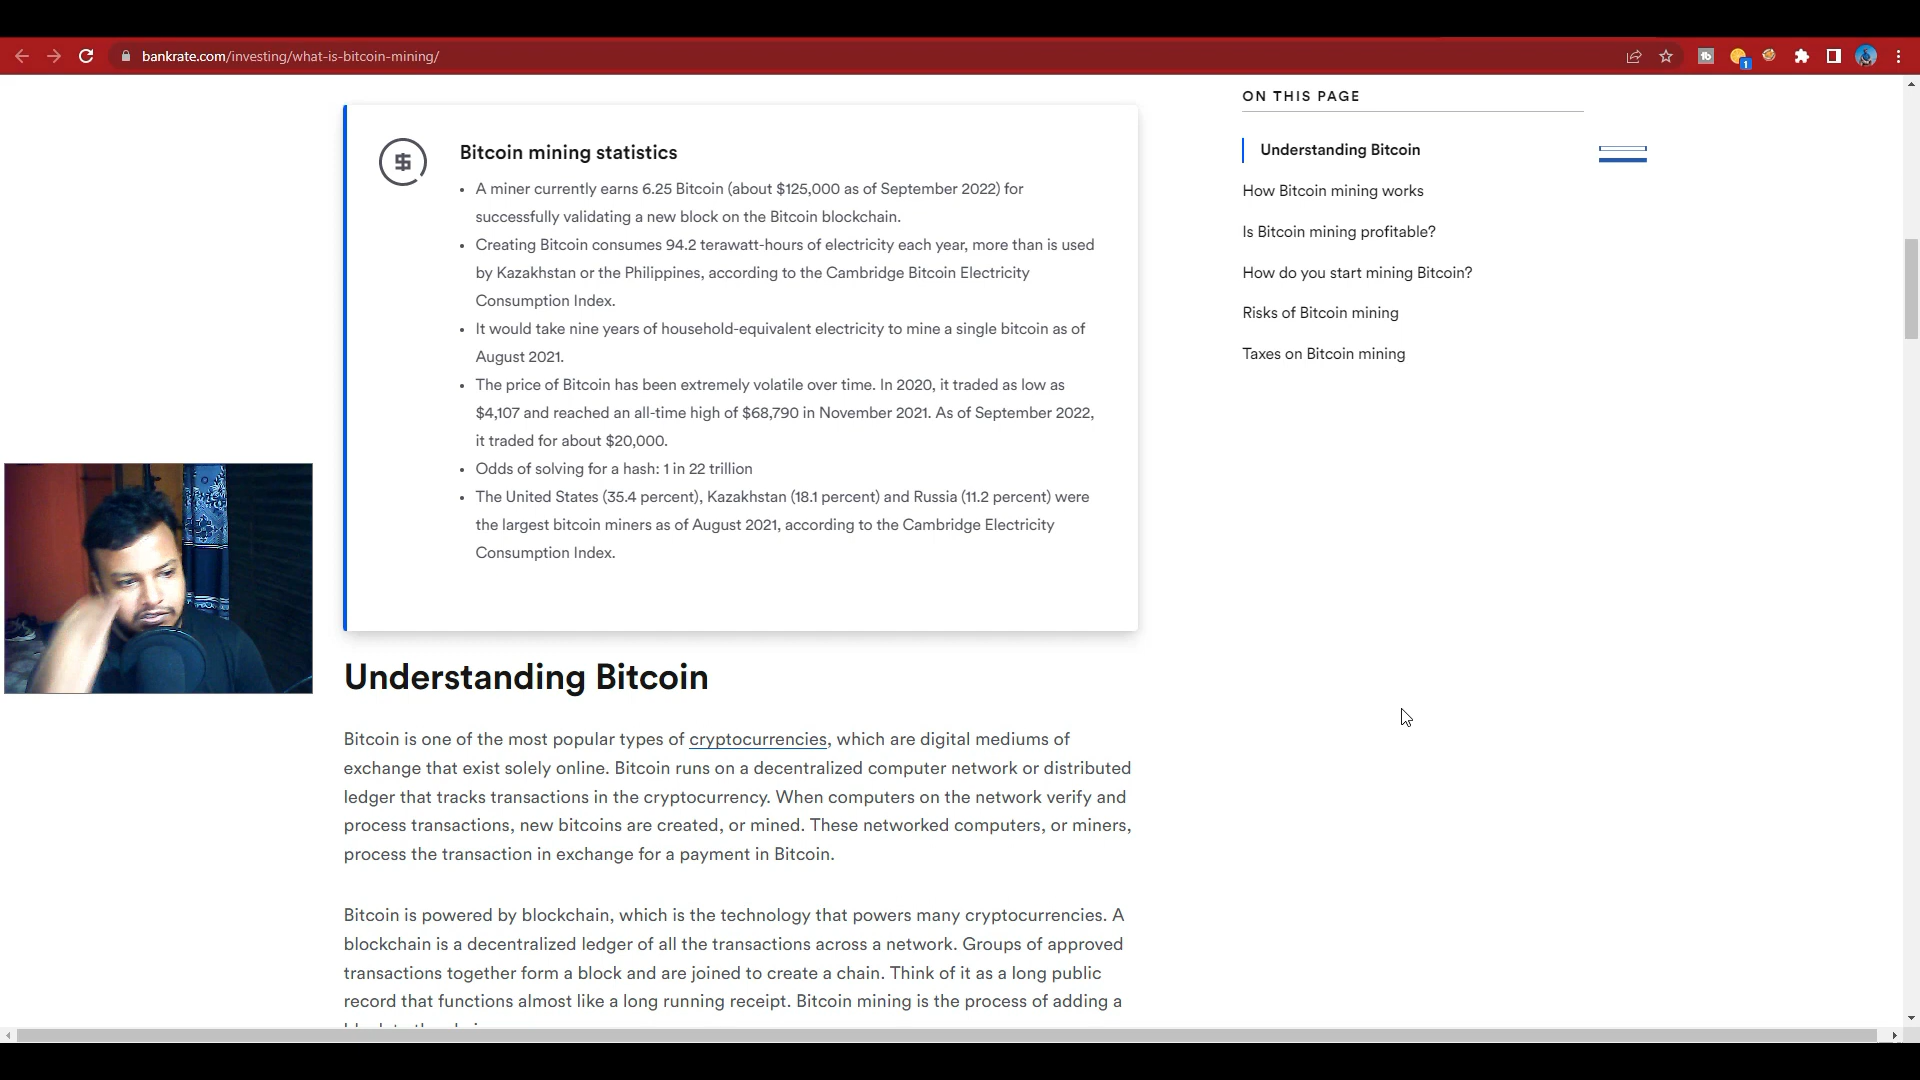 bankrate.com/investing/what-is-bitcoin-mining/
1
Bitcoin mining statistics
• A miner currently earns 6.25 Bitcoin (about $125,000 as of September 2022) for
successfully validating a new block on the Bitcoin blockchain.
• Creating Bitcoin consumes 94.2 terawatt-hours of electricity each year, more than is used
by Kazakhstan or the Philippines, according to the Cambridge Bitcoin Electricity
Consumption Index.
• It would take nine years of household-equivalent electricity to mine a single bitcoin as of
August 2021.
• The price of Bitcoin has been extremely volatile over time. In 2020, it traded as low as
$4,107 and reached an all-time high of $68,790 in November 2021. As of September 2022,
it traded for about $20,000.
• Odds of solving for a hash: 1 in 22 trillion
• The United States (35.4 percent), Kazakhstan (18.1 percent) and Russia (11.2 percent) were
the largest bitcoin miners as of August 2021, according to the Cambridge Electricity
Consumption Index.
Understanding Bitcoin
Bitcoin is one of the most popular types of cryptocurrencies, which are digital mediums of
exchange that exist solely online. Bitcoin runs on a decentralized computer network or distributed
ledger that tracks transactions in the cryptocurrency. When computers on the network verify and
process transactions, new bitcoins are created, or mined. These networked computers, or miners,
process the transaction in exchange for a payment in Bitcoin.
Bitcoin is powered by blockchain, which is the technology that powers many cryptocurrencies. A
blockchain is a decentralized ledger of all the transactions across a network. Groups of approved
transactions together form a block and are joined to create a chain. Think of it as a long public
record that functions almost like a long running receipt. Bitcoin mining is the process of adding a
ON THIS PAGE
Understanding Bitcoin
How Bitcoin mining works
Is Bitcoin mining profitable?
How do you start mining Bitcoin?
Risks of Bitcoin mining
Taxes on Bitcoin mining